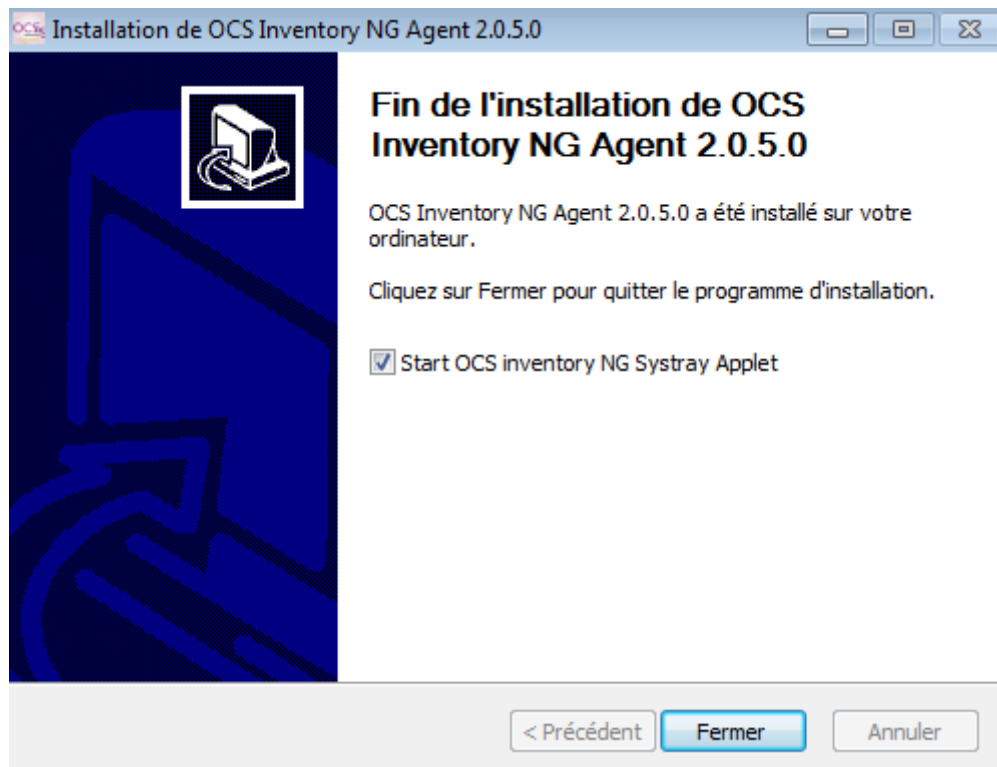 Installation de OCS Inventory NG Agent 2.0.5.0
Fin de l'installation de OCS
Inventory NG Agent 2.0.5.0
OCS Inventory NG Agent 2.0.5.0 a été installé sur votre
ordinateur.
Cliquez sur Fermer pour quitter le programme d'installation.
Start OCS inventory NG Systray Applet
< Précédent
Fermer
Annuler